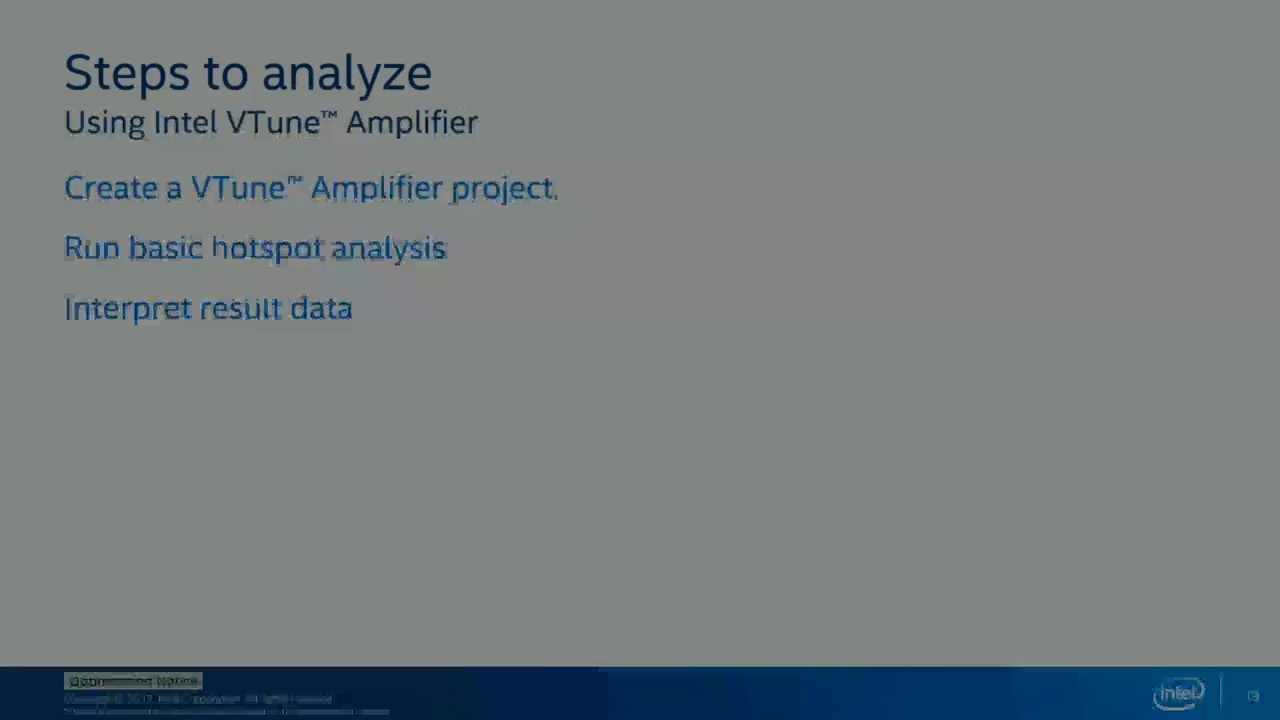 Steps to analyze
Using Intel VTune™ Amplifier
Create a VTune™ Amplifier project.
Run basic hotspot analysis
Interpret result data
intel